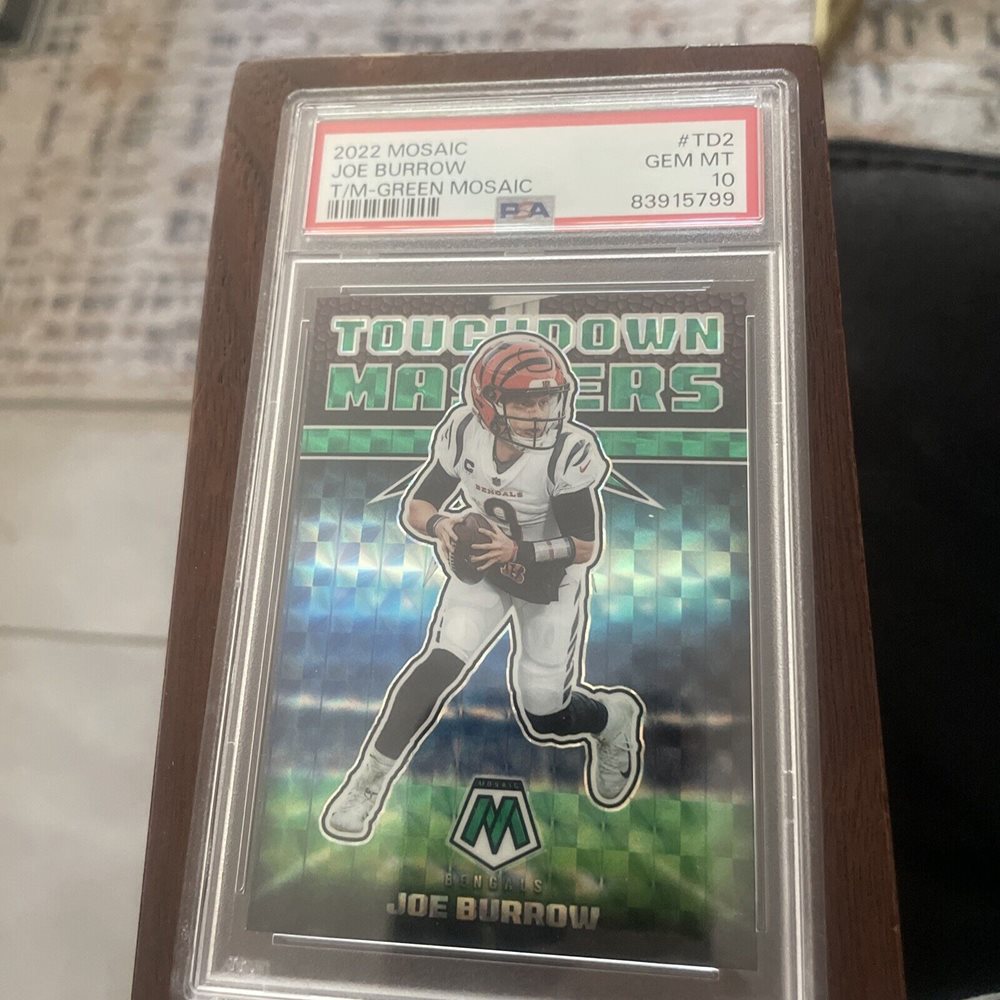 2022 MOSAIC #TD2
JOE BURROW GEM MT
T/M-GREEN MOSAIC 10
PSA 83915799
TOUCHDOWN
MASTERS
BENGALS
9
MOSAIC
M
BENGALS
JOE BURROW